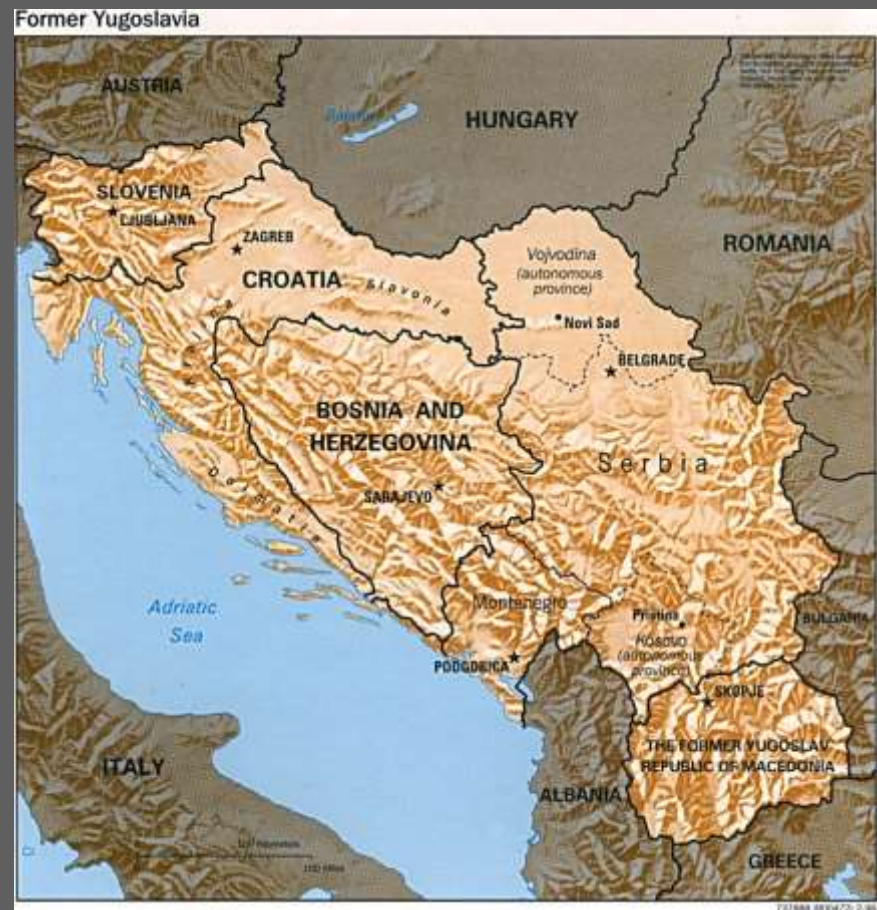 Former Yugoslavia
AUSTRIA
Balaton
HUNGARY
SLOVENIA
LJUBLJANA
ZAGREB
CROATIA
Slavonia
Vojvodina
(autonomous
province)
Novi Sad
ROMANIA
BELGRADE
BOSNIA AND
HERZEGOVINA
Serbia
SARAJEVO
Dalmatia
Adriatic
Sea
Montenegro
Pristina
Kosovo
(autonomous
province)
BULGARIA
PODGORICA
SKOPJE
THE FORMER YUGOSLAV
REPUBLIC OF MACEDONIA
ITALY
ALBANIA
GREECE